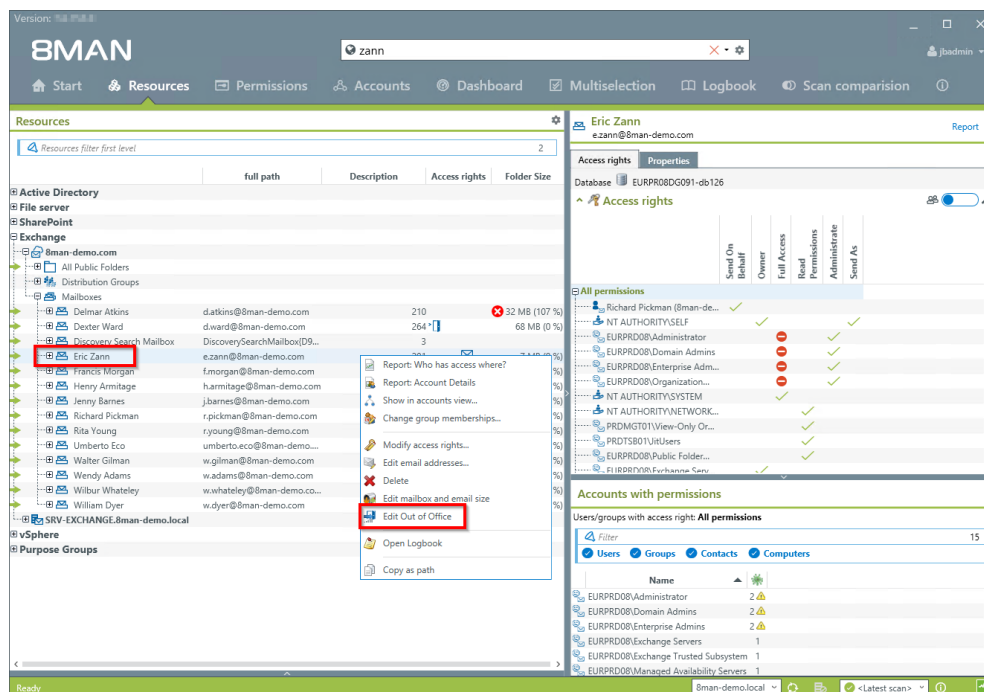 Version:
8MAN
zann
jbadmin
Start Resources Permissions Accounts Dashboard Multiselection Logbook Scan comparision
Resources
Resources filter first level 2
full path Description Access rights Folder Size
Active Directory
File server
SharePoint
Exchange
8man-demo.com
All Public Folders
Distribution Groups
Mailboxes
Delmar Atkins d.atkins@8man-demo.com 210 32 MB (107 %)
Dexter Ward d.ward@8man-demo.com 264 68 MB (0 %)
Discovery Search Mailbox DiscoverySearchMailbox{D9... 3
Eric Zann e.zann@8man-demo.com
Francis Morgan f.morgan@8man-demo.com %)
Henry Armitage h.armitage@8man-demo.com %)
Jenny Barnes j.barnes@8man-demo.com %)
Richard Pickman r.pickman@8man-demo.com %)
Rita Young r.young@8man-demo.com %)
Umberto Eco umberto.eco@8man-demo.... %)
Walter Gilman w.gilman@8man-demo.com %)
Wendy Adams w.adams@8man-demo.com %)
Wilbur Whateley w.whateley@8man-demo.co... %)
William Dyer w.dyer@8man-demo.com %)
SRV-EXCHANGE.8man-demo.local
vSphere
Purpose Groups
Report: Who has access where?
Report: Account Details
Show in accounts view...
Change group memberships...
Modify access rights...
Edit email addresses...
Delete
Edit mailbox and email size
Edit Out of Office
Open Logbook
Copy as path
Eric Zann
e.zann@8man-demo.com
Report
Access rights Properties
Database EURPR08DG091-db126
Access rights
Send On Behalf Owner Full Access Read Permissions Administrate Send As
All permissions
Richard Pickman (8man-de...
NT AUTHORITY\SELF
EURPRD08\Administrator
EURPRD08\Domain Admins
EURPRD08\Enterprise Adm...
EURPRD08\Organization...
NT AUTHORITY\SYSTEM
NT AUTHORITY\NETWORK...
PRDMGT01\View-Only Or...
PRDTSB01\JitUsers
EURPRD08\Public Folder...
EURPRD08\Exchange Serv...
Accounts with permissions
Users/groups with access right: All permissions
Filter 15
Users Groups Contacts Computers
Name
EURPRD08\Administrator 2
EURPRD08\Domain Admins 2
EURPRD08\Enterprise Admins 2
EURPRD08\Exchange Servers 1
EURPRD08\Exchange Trusted Subsystem 1
EURPRD08\Managed Availability Servers 1
Ready 8man-demo.local <Latest scan>